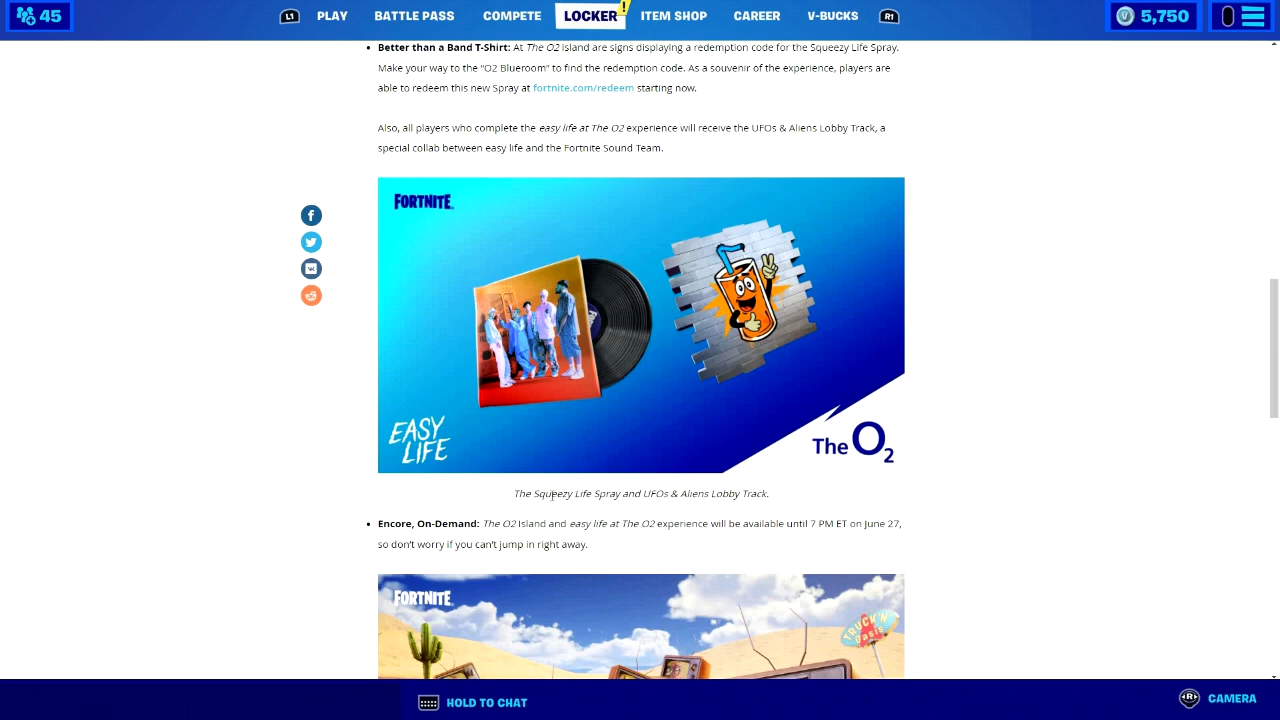 45 L1 PLAY BATTLE PASS COMPETE LOCKER ! ITEM SHOP CAREER V-BUCKS R1 V 5,750
Better than a Band T-Shirt: At The O2 Island are signs displaying a redemption code for the Squeezy Life Spray.
Make your way to the “O2 Blueroom” to find the redemption code. As a souvenir of the experience, players are
able to redeem this new Spray at fortnite.com/redeem starting now.
Also, all players who complete the easy life at The O2 experience will receive the UFOs & Aliens Lobby Track, a
special collab between easy life and the Fortnite Sound Team.
FORTNITE
EASY
LIFE
The O2
The Squeezy Life Spray and UFOs & Aliens Lobby Track.
Encore, On-Demand: The O2 Island and easy life at The O2 experience will be available until 7 PM ET on June 27,
so don’t worry if you can’t jump in right away.
FORTNITE
TRUCK'N'
Oasis
HOLD TO CHAT
R CAMERA